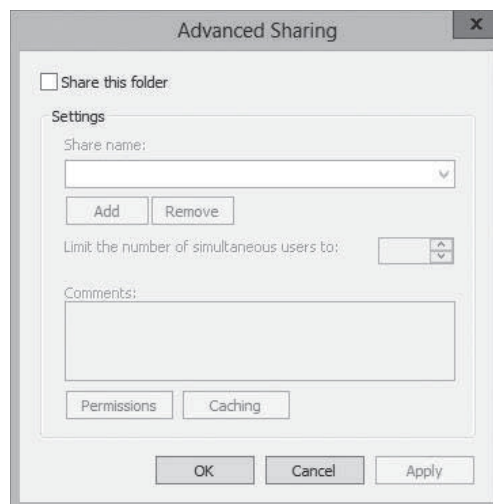 Advanced Sharing
x
Share this folder
Settings
Share name:
Add Remove
Limit the number of simultaneous users to:
Comments:
Permissions Caching
OK Cancel Apply